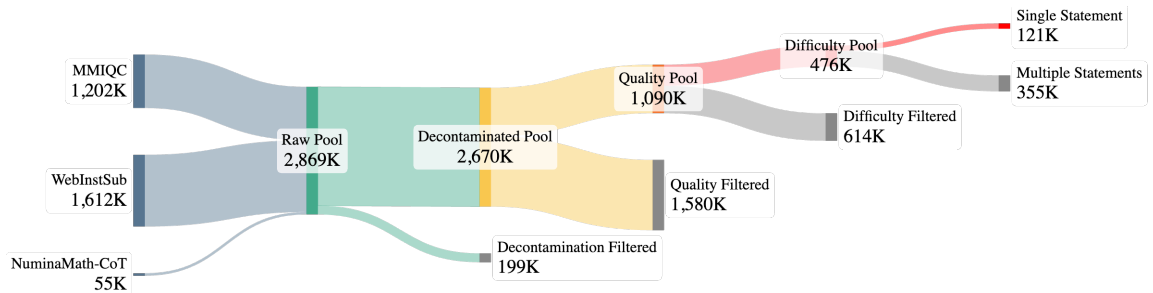 MMIQC
1,202K
WebInstSub
1,612K
NuminaMath-CoT
55K
Raw Pool
2,869K
Decontaminated Pool
2,670K
Decontamination Filtered
199K
Quality Pool
1,090K
Quality Filtered
1,580K
Difficulty Pool
476K
Difficulty Filtered
614K
Single Statement
121K
Multiple Statements
355K